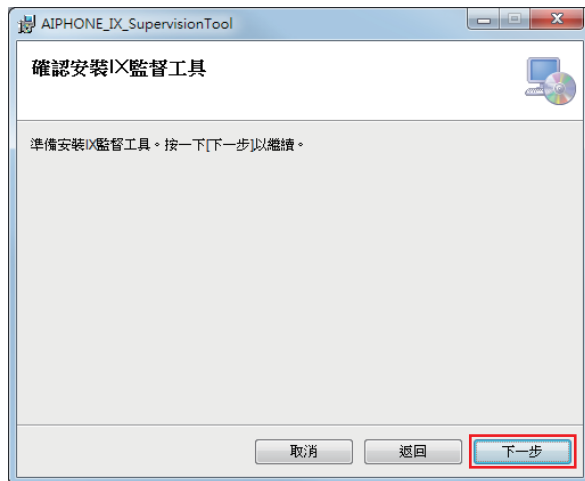 AIPHONE_IX_SupervisionTool
確認安裝IX監督工具
準備安裝IX監督工具。按一下[下一步]以繼續。
取消
返回
下一步